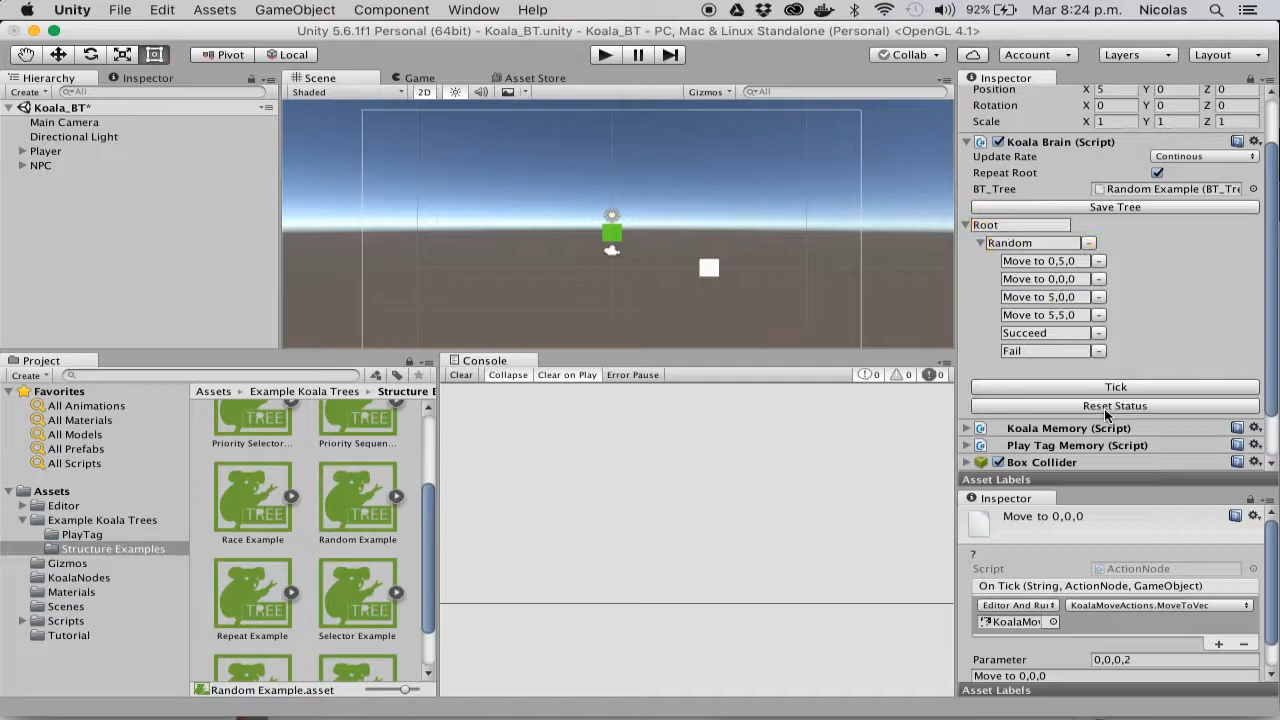 Unity File Edit Assets GameObject Component Window Help 92% Mar 8:24 p.m. Nicolas
Unity 5.6.1f1 Personal (64bit) - Koala_BT.unity - Koala_BT - PC, Mac & Linux Standalone (Personal) <OpenGL 4.1>
Pivot Local Collab Account Layers Layout
Hierarchy Inspector Scene Game Asset Store Inspector
Create All Shaded 2D Gizmos All
Position X 5 Y 0 Z 0
Rotation X 0 Y 0 Z 0
Scale X 1 Y 1 Z 1
Koala_BT*
Main Camera
Directional Light
Player
NPC
Koala Brain (Script)
Update Rate Continous
Repeat Root
BT_Tree Random Example (BT_Tre
Save Tree
Root
Random -
Move to 0,5,0 -
Move to 0,0,0 -
Move to 5,0,0 -
Move to 5,5,0 -
Succeed -
Fail -
Tick
Reset Status
Koala Memory (Script)
Play Tag Memory (Script)
Box Collider
Asset Labels
Project
Create
Favorites
All Animations
All Materials
All Models
All Prefabs
All Scripts
Assets
Editor
Example Koala Trees
PlayTag
Structure Examples
Gizmos
KoalaNodes
Materials
Scenes
Scripts
Tutorial
Assets Example Koala Trees Structure E
TREE TREE
Priority Selector... Priority Sequen...
TREE TREE
Race Example Random Example
TREE TREE
Repeat Example Selector Example
Random Example.asset
Console
Clear Collapse Clear on Play Error Pause 0 0 0
Inspector
Move to 0,0,0
?
Script ActionNode
On Tick (String, ActionNode, GameObject)
Editor And Ru KoalaMoveActions.MoveToVec
KoalaMo
+ -
Parameter 0,0,0,2
Move to 0,0,0
Asset Labels